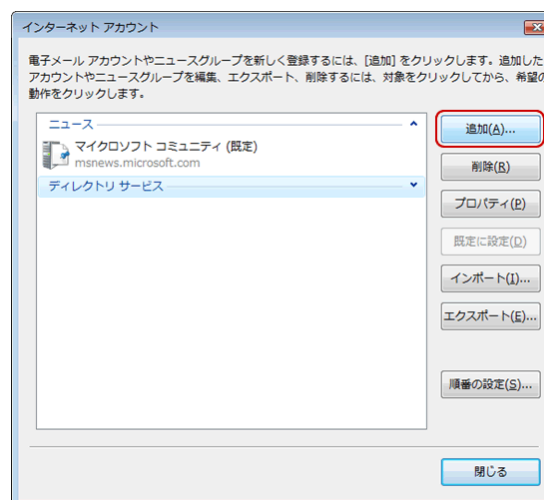 インターネット アカウント
電子メール アカウントやニュースグループを新しく登録するには、[追加] をクリックします。追加した
アカウントやニュースグループを編集、エクスポート、削除するには、対象をクリックしてから、希望の
動作をクリックします。
ニュース
マイクロソフト コミュニティ (既定)
msnews.microsoft.com
ディレクトリ サービス
追加(A)...
削除(R)
プロパティ(P)
既定に設定(D)
インポート(I)...
エクスポート(E)...
順番の設定(S)...
閉じる